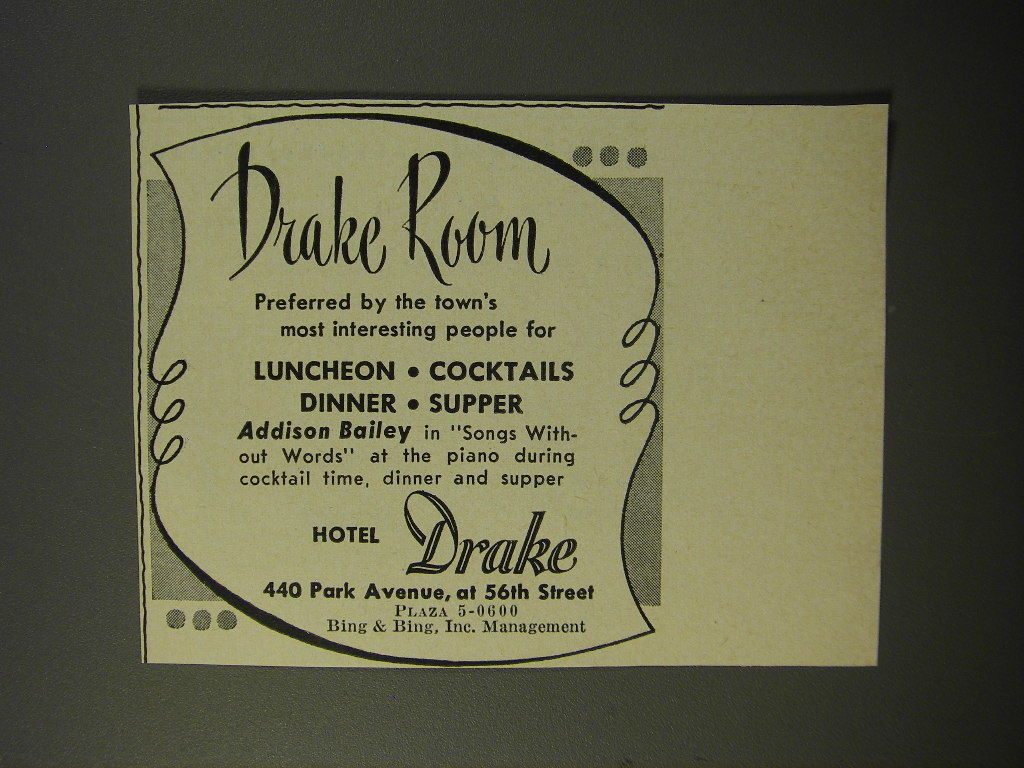 Drake Room
Preferred by the town's
most interesting people for
LUNCHEON • COCKTAILS
DINNER • SUPPER
Addison Bailey in "Songs With-
out Words" at the piano during
cocktail time, dinner and supper
HOTEL Drake
440 Park Avenue, at 56th Street
PLAZA 5-0600
Bing & Bing, Inc. Management